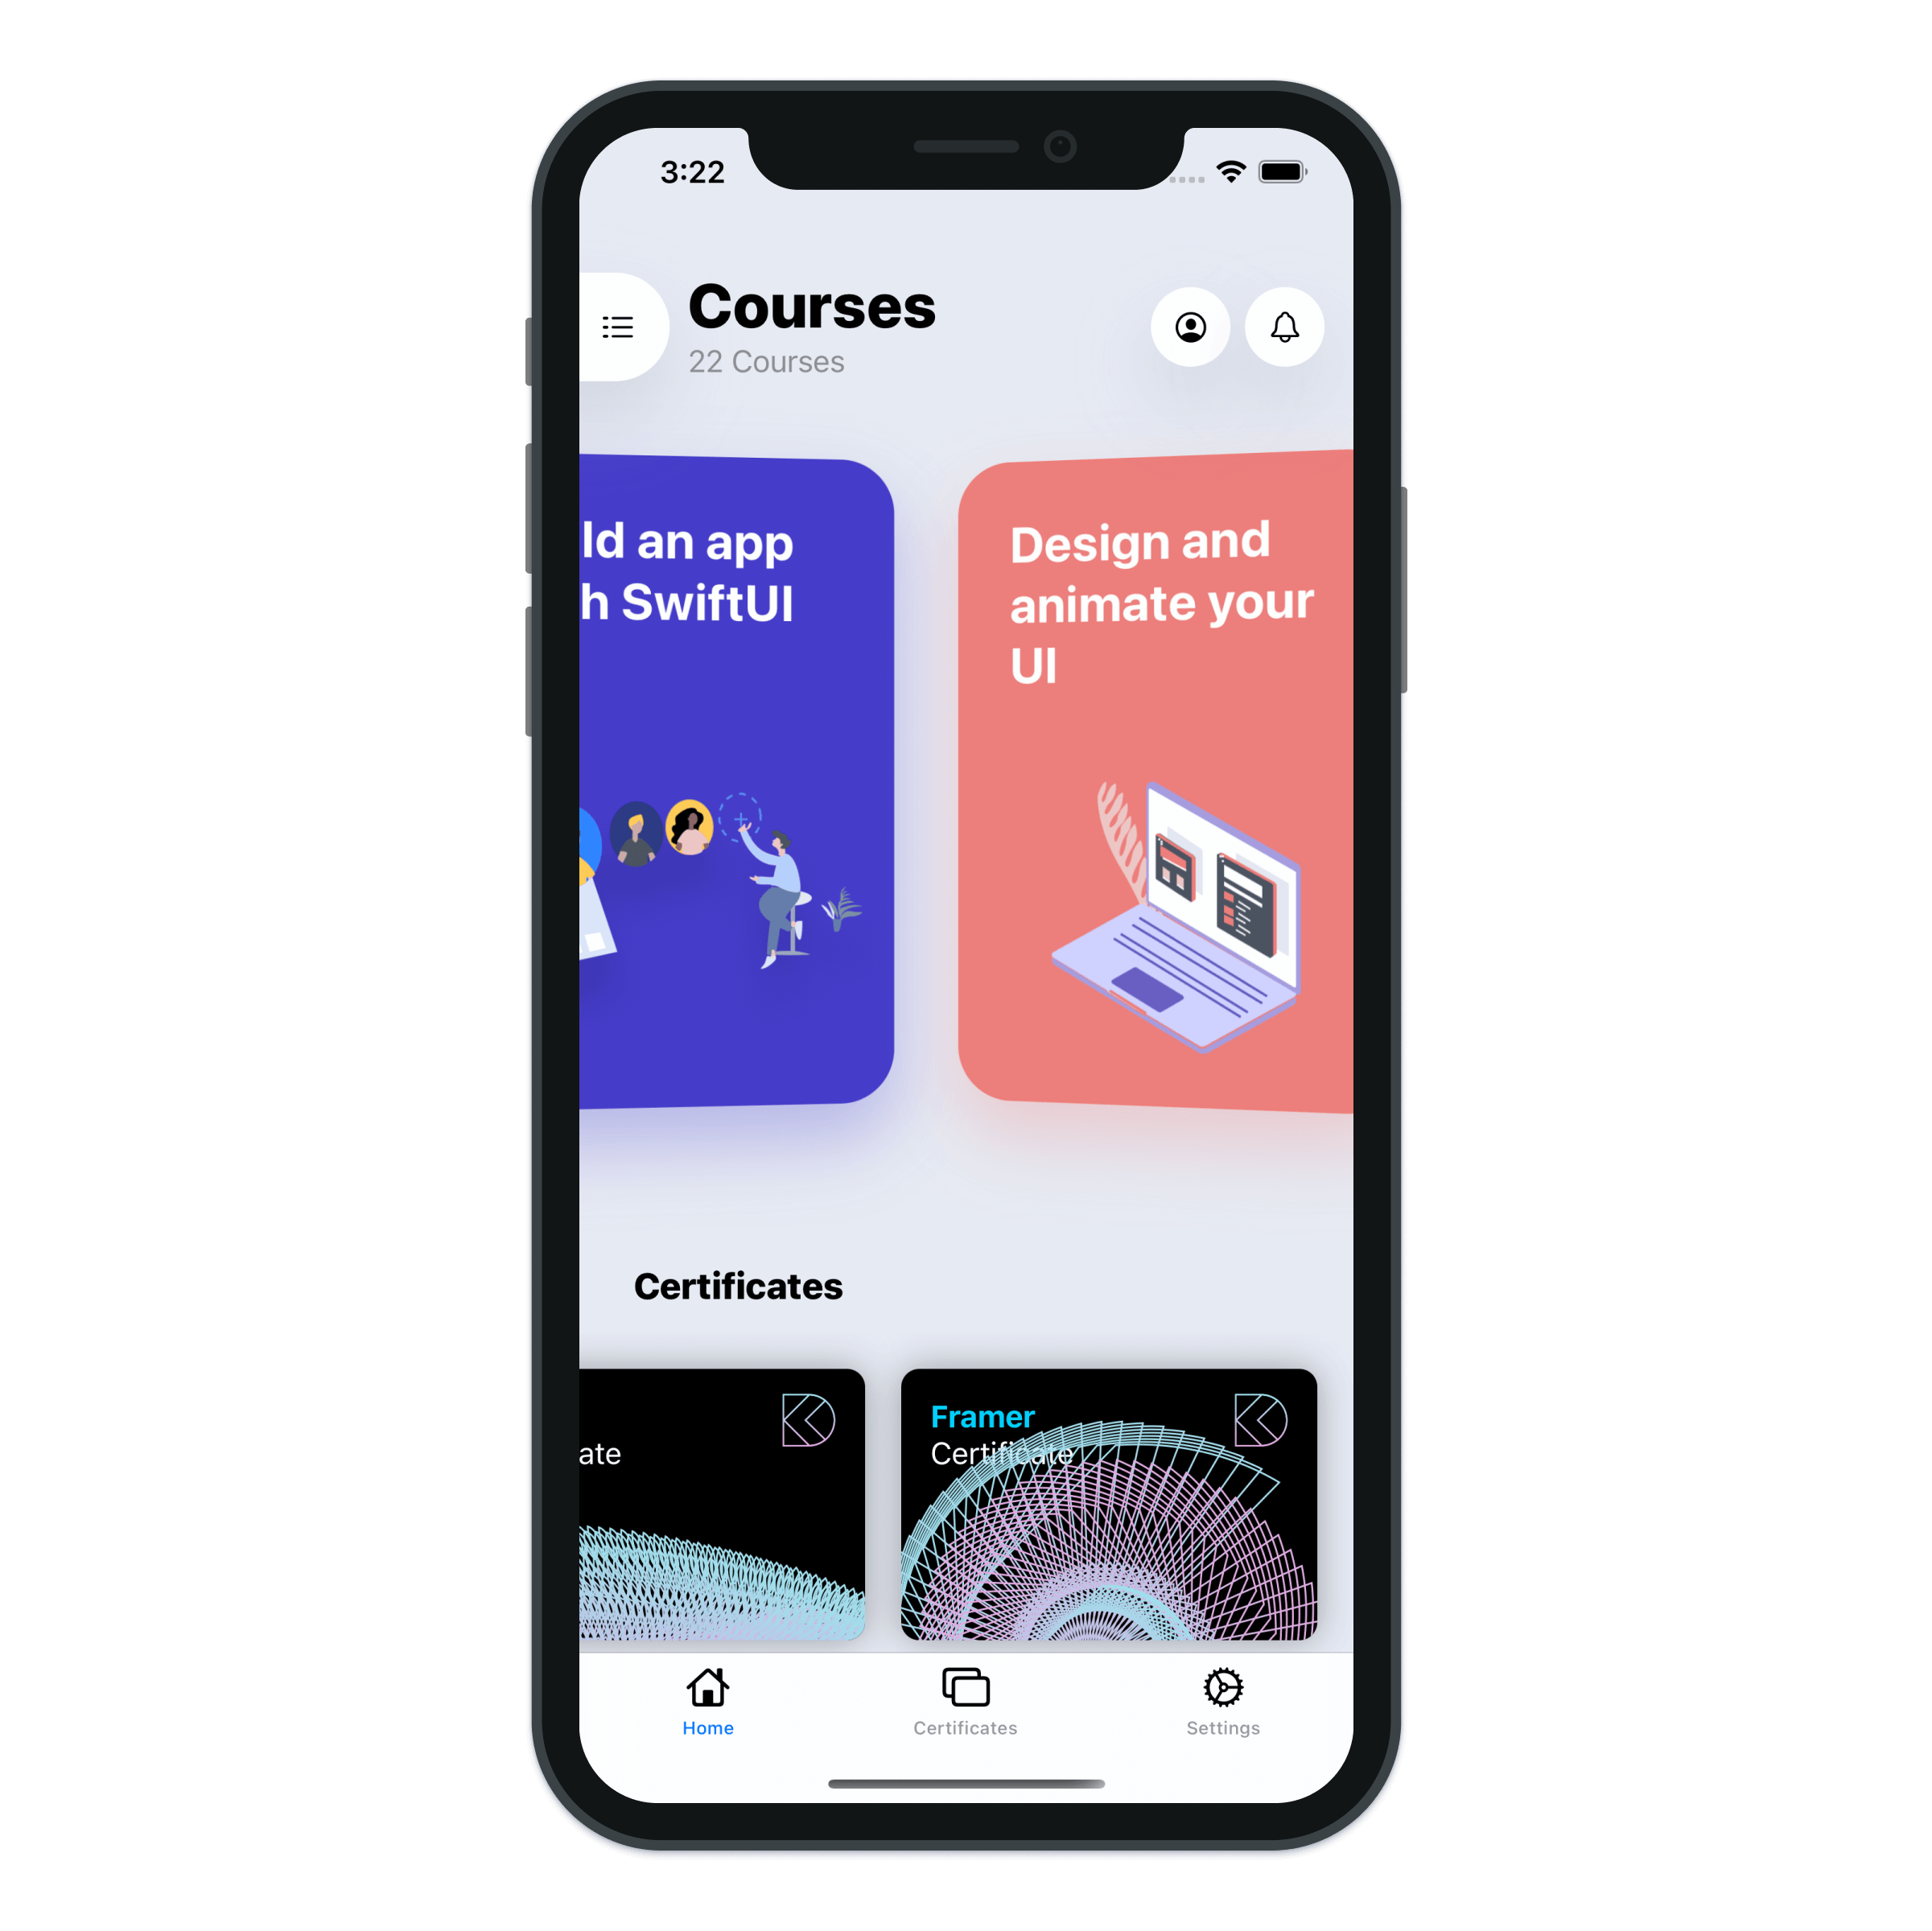 3:22
Courses
22 Courses
ld an app
h SwiftUI
Design and
animate your
UI
Certificates
ate
Framer
Certificate
Home
Certificates
Settings